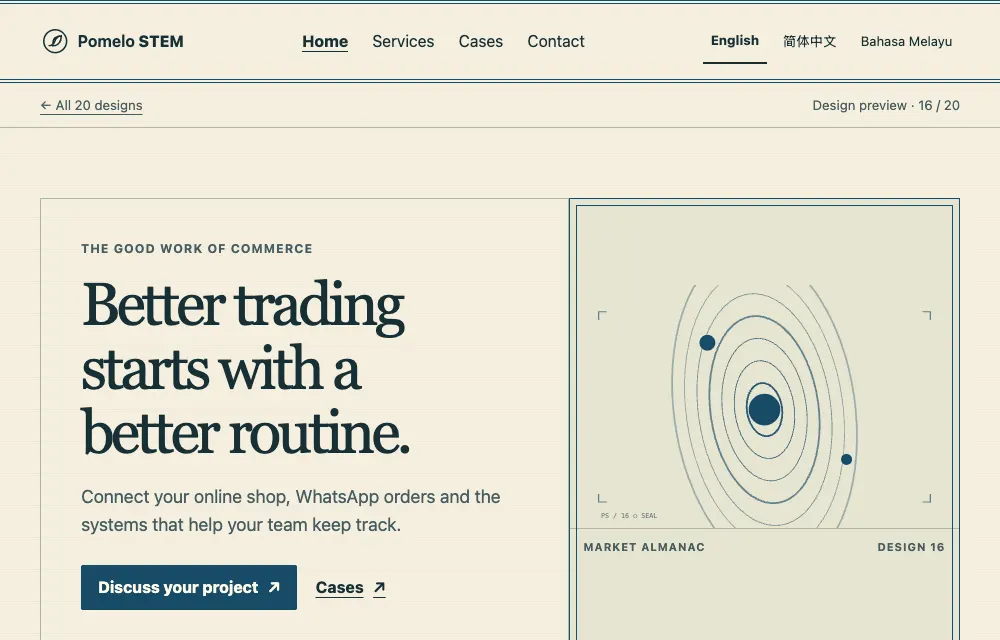 Pomelo STEM
Home Services Cases Contact
English 简体中文 Bahasa Melayu
← All 20 designs
Design preview · 16 / 20
THE GOOD WORK OF COMMERCE
Better trading
starts with a
better routine.
Connect your online shop, WhatsApp orders and the
systems that help your team keep track.
Discuss your project ↗
Cases ↗
PS / 16 ○ SEAL
MARKET ALMANAC
DESIGN 16